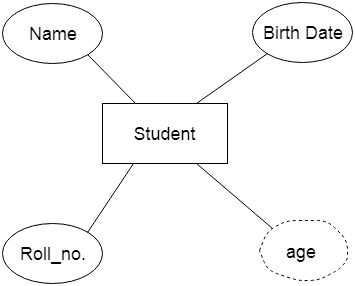 Name
Birth Date
Student
Roll_no.
age